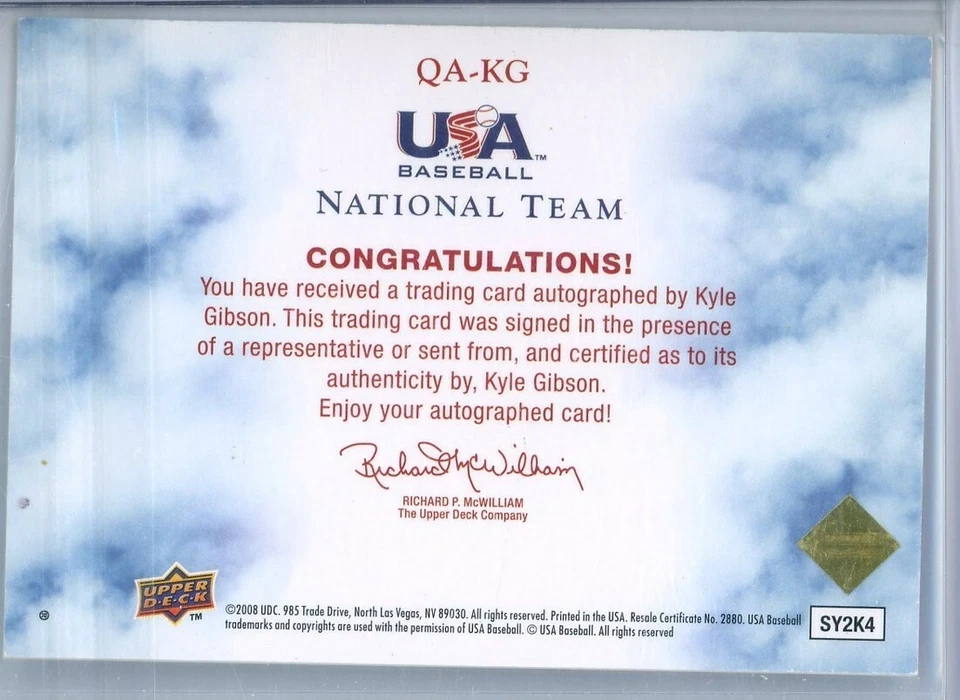 QA-KG
USA TM
BASEBALL
NATIONAL TEAM
CONGRATULATIONS!
You have received a trading card autographed by Kyle
Gibson. This trading card was signed in the presence
of a representative or sent from, and certified as to its
authenticity by, Kyle Gibson.
Enjoy your autographed card!
Richard McWilliam
RICHARD P. McWILLIAM
The Upper Deck Company
UPPER
D·E·C·K TM
©2008 UDC. 985 Trade Drive, North Las Vegas, NV 89030. All rights reserved. Printed in the USA. Resale Certificate No. 2880. USA Baseball
trademarks and copyrights are used with the permission of USA Baseball. © USA Baseball. All rights reserved
SY2K4